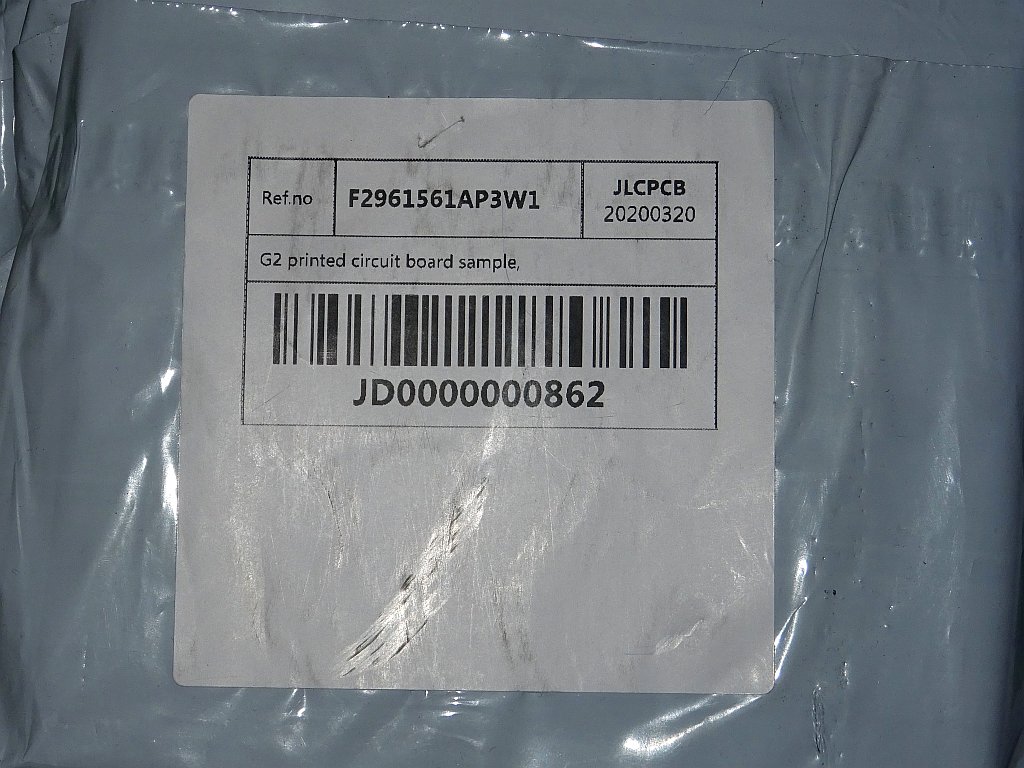 Ref.no
F2961561AP3W1
JLCPCB
20200320
G2 printed circuit board sample,
JD0000000862